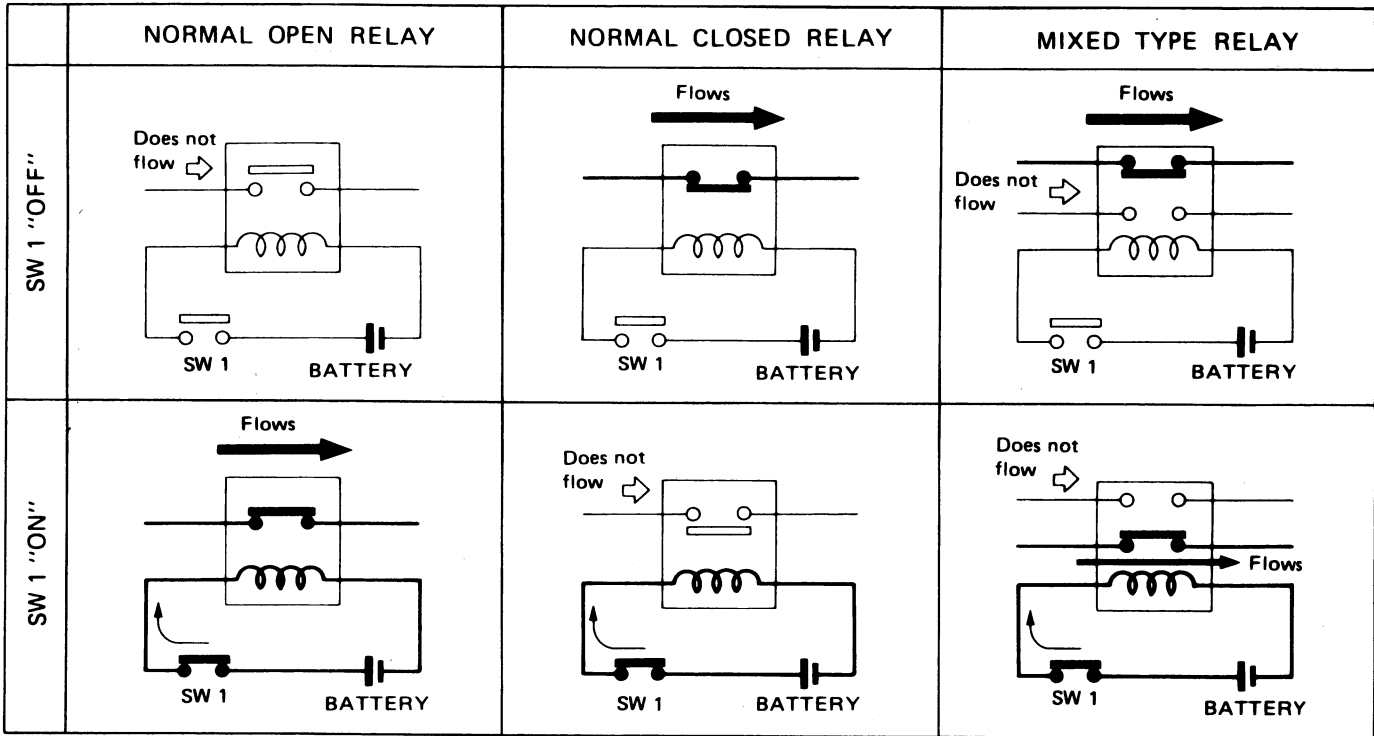 NORMAL OPEN RELAY
NORMAL CLOSED RELAY
MIXED TYPE RELAY
SW 1 "OFF"
Does not
flow
SW 1
BATTERY
Flows
SW 1
BATTERY
Flows
Does not
flow
SW 1
BATTERY
SW 1 "ON"
Flows
SW 1
BATTERY
Does not
flow
SW 1
BATTERY
Does not
flow
Flows
SW 1
BATTERY